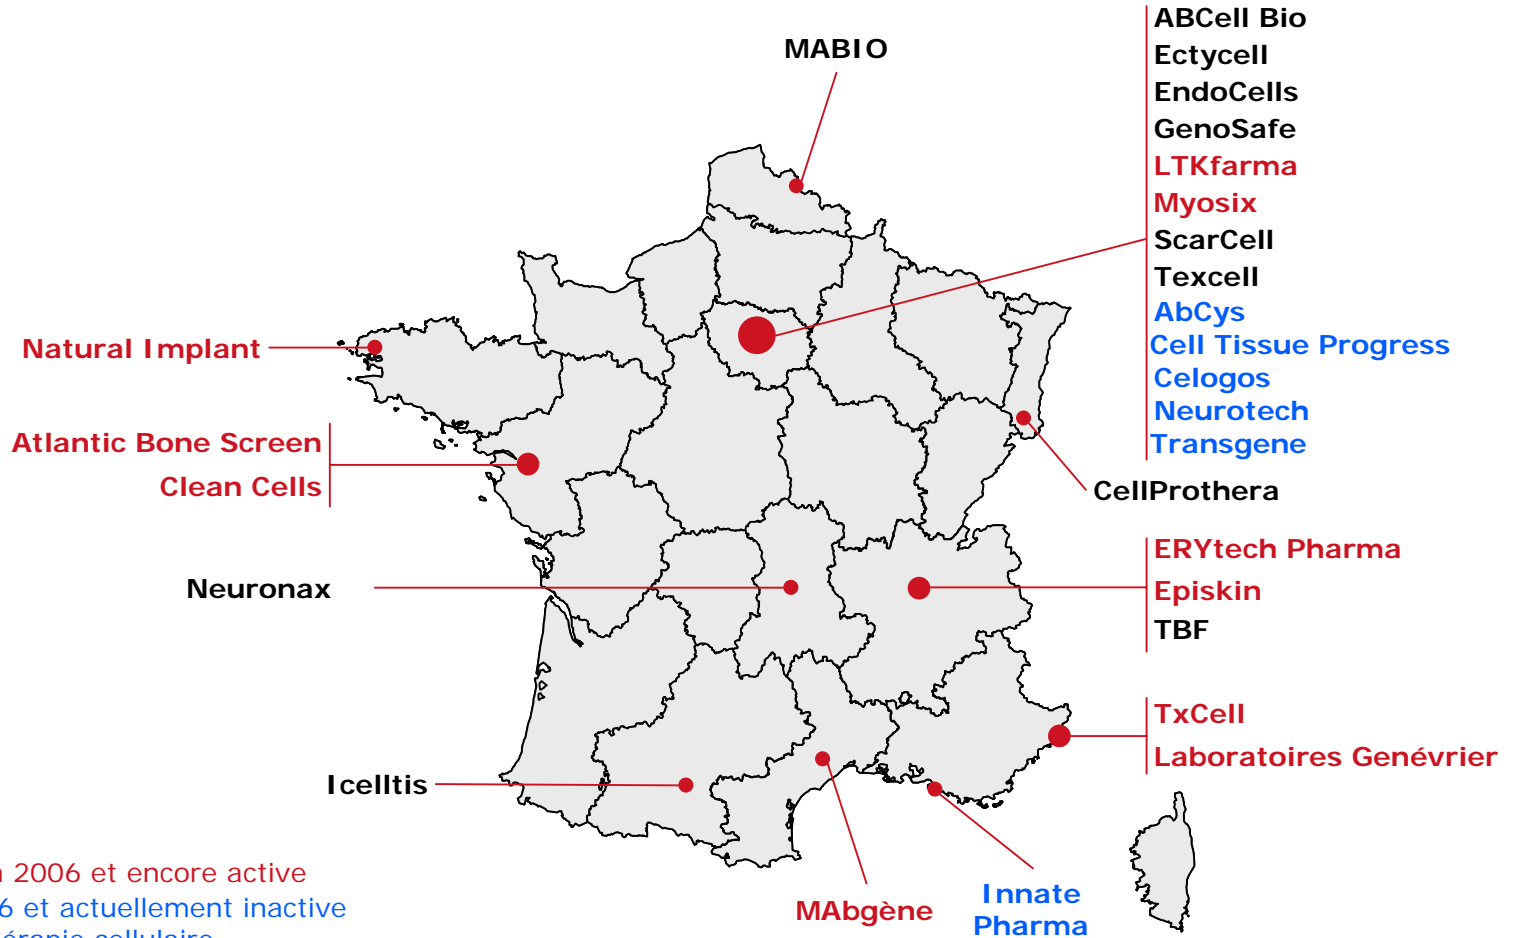 MABIO
ABCell Bio
Ectycell
EndoCells
GenoSafe
LTKfarma
Myosix
ScarCell
Texcell
AbCys
Cell Tissue Progress
Celogos
Neurotech
Transgene
Natural Implant
Atlantic Bone Screen
Clean Cells
CellProthera
Neuronax
ERYtech Pharma
Episkin
TBF
TxCell
Laboratoires Genévrier
Icelltis
MAbgène
Innate
Pharma
2006 et encore active
6 et actuellement inactive
érapie cellulaire